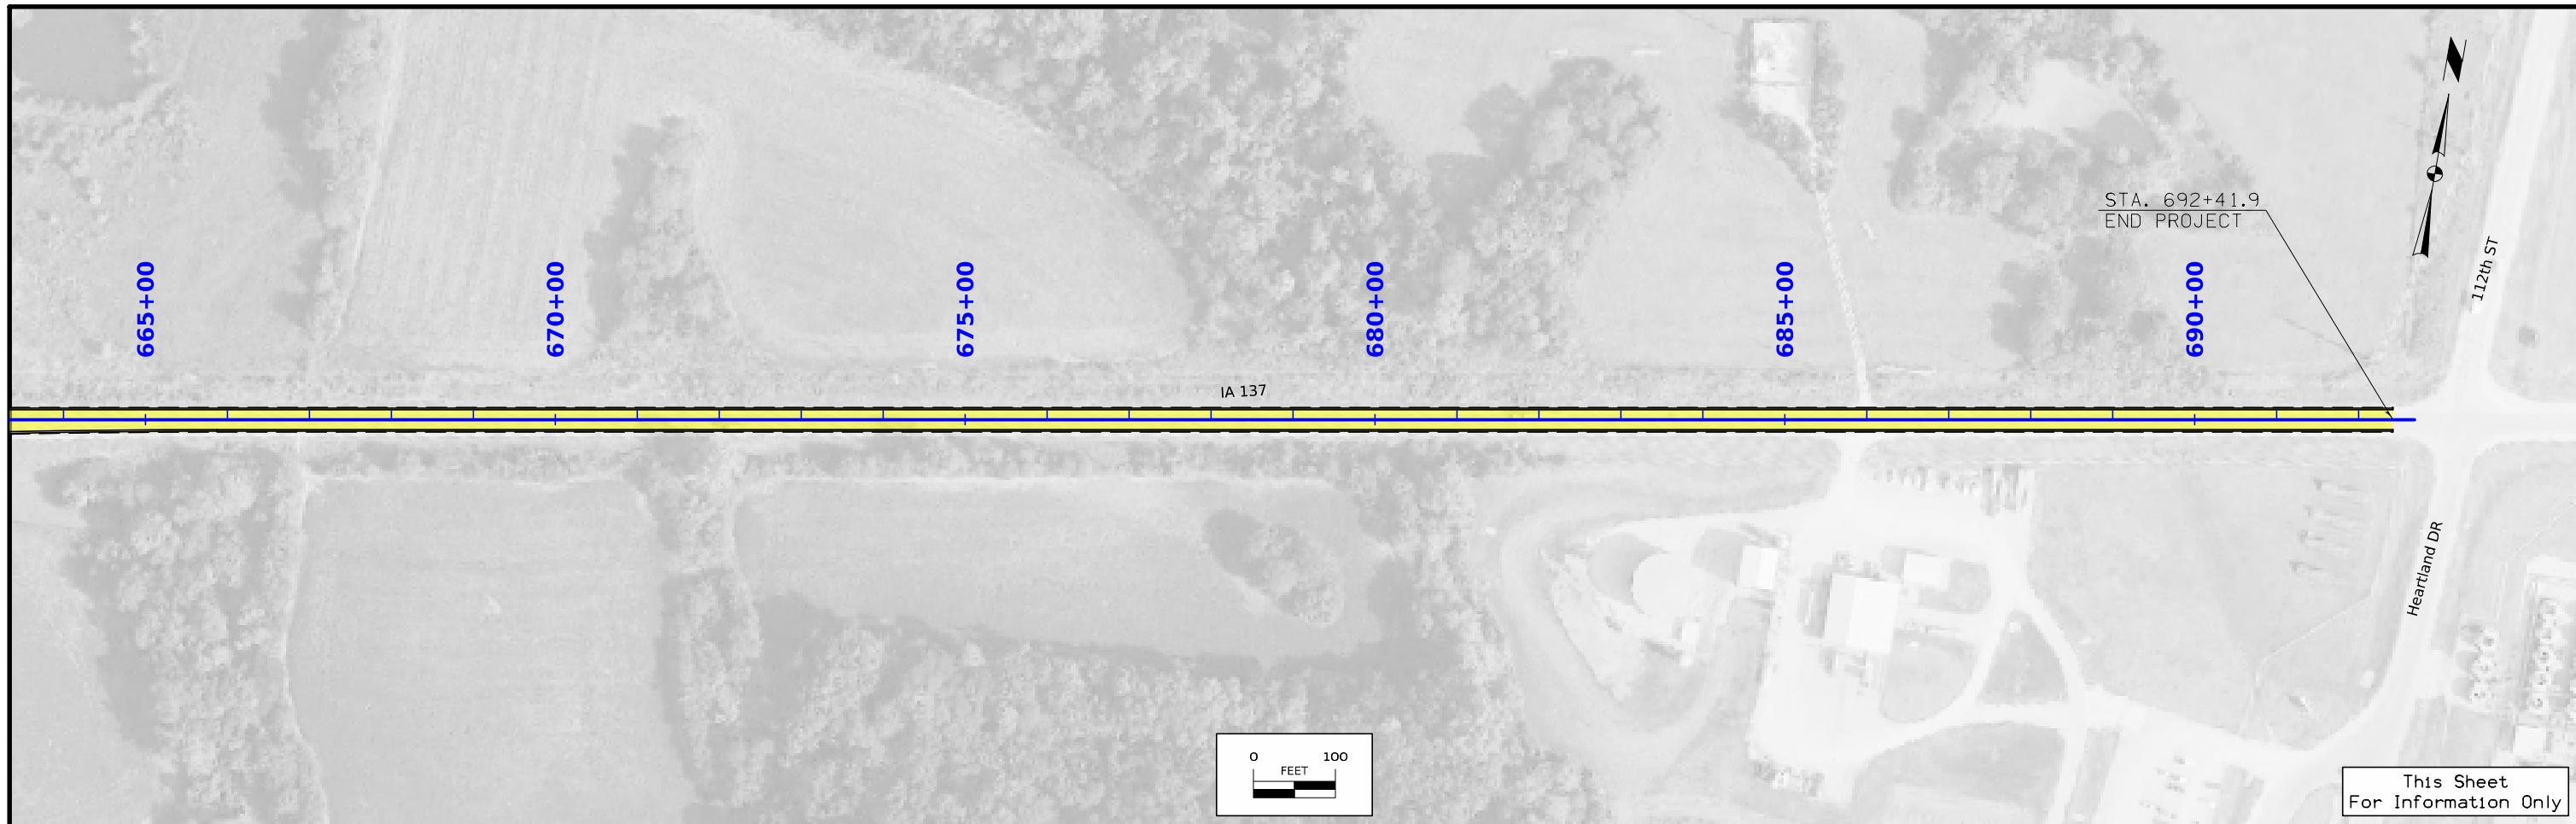 STA. 692+41.9
END PROJECT
112th ST
665+00
670+00
675+00
680+00
685+00
690+00
IA 137
Heartland DR
0 100
FEET
This Sheet
For Information Only